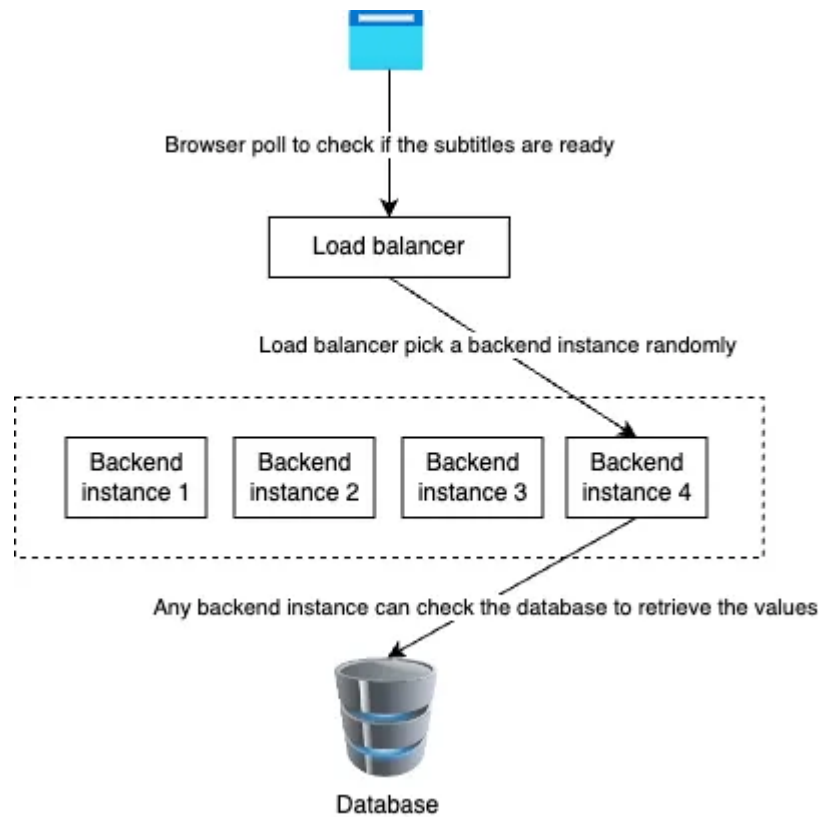 Browser poll to check if the subtitles are ready
Load balancer
Load balancer pick a backend instance randomly
Backend
instance 1
Backend
instance 2
Backend
instance 3
Backend
instance 4
Any backend instance can check the database to retrieve the values
Database